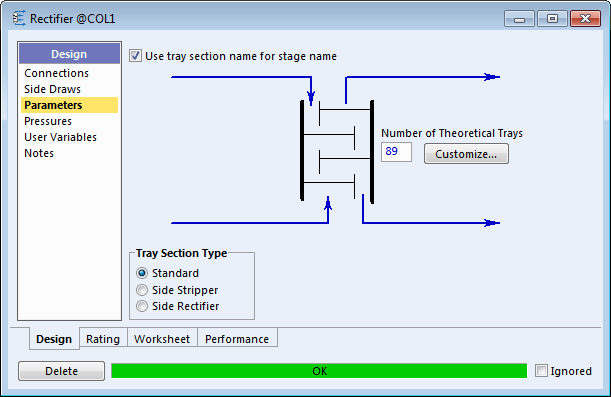 Rectifier @COL1
Design
Connections
Side Draws
Parameters
Pressures
User Variables
Notes
Use tray section name for stage name
Number of Theoretical Trays
89
Customize...
Tray Section Type
Standard
Side Stripper
Side Rectifier
Design Rating Worksheet Performance
Delete OK Ignored